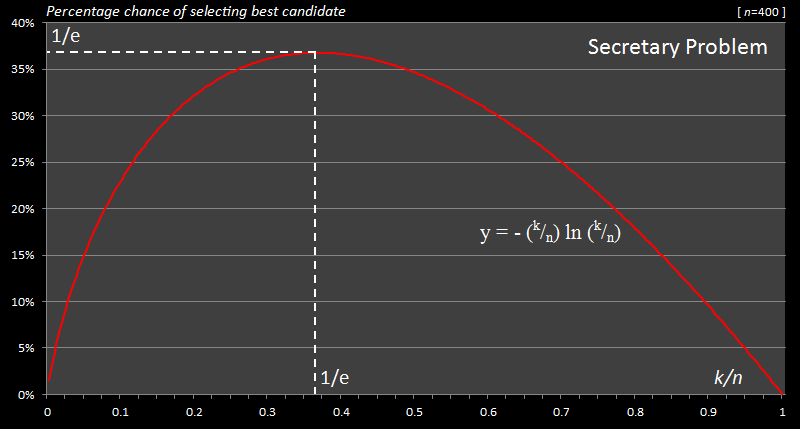 Percentage chance of selecting best candidate
[ n=400 ]
40%
1/e
Secretary Problem
35%
30%
25%
20%
y = - (k/n) ln (k/n)
15%
10%
5%
1/e
k/n
0%
0 0.1 0.2 0.3 0.4 0.5 0.6 0.7 0.8 0.9 1